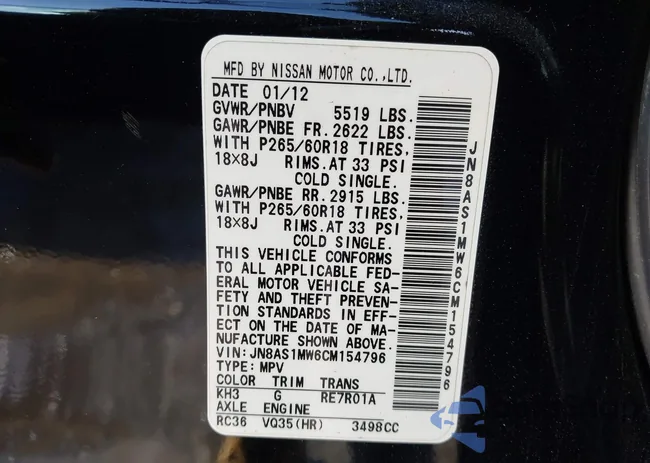 MFD BY NISSAN MOTOR CO.,LTD.
DATE 01/12
GVWR/PNBV 5519 LBS.
GAWR/PNBE FR. 2622 LBS.
WITH P265/60R18 TIRES,
18×8J RIMS.AT 33 PSI
COLD SINGLE.
GAWR/PNBE RR. 2915 LBS.
WITH P265/60R18 TIRES,
18×8J RIMS.AT 33 PSI
COLD SINGLE.
THIS VEHICLE CONFORMS
TO ALL APPLICABLE FED-
ERAL MOTOR VEHICLE SA-
FETY AND THEFT PREVEN-
TION STANDARDS IN EFF-
ECT ON THE DATE OF MA-
NUFACTURE SHOWN ABOVE.
VIN: JN8AS1MW6CM154796
TYPE: MPV
COLOR TRIM TRANS
KH3 G RE7R01A
AXLE ENGINE
RC36 VQ35(HR) 3498CC
JN8AS1MW6CM154796